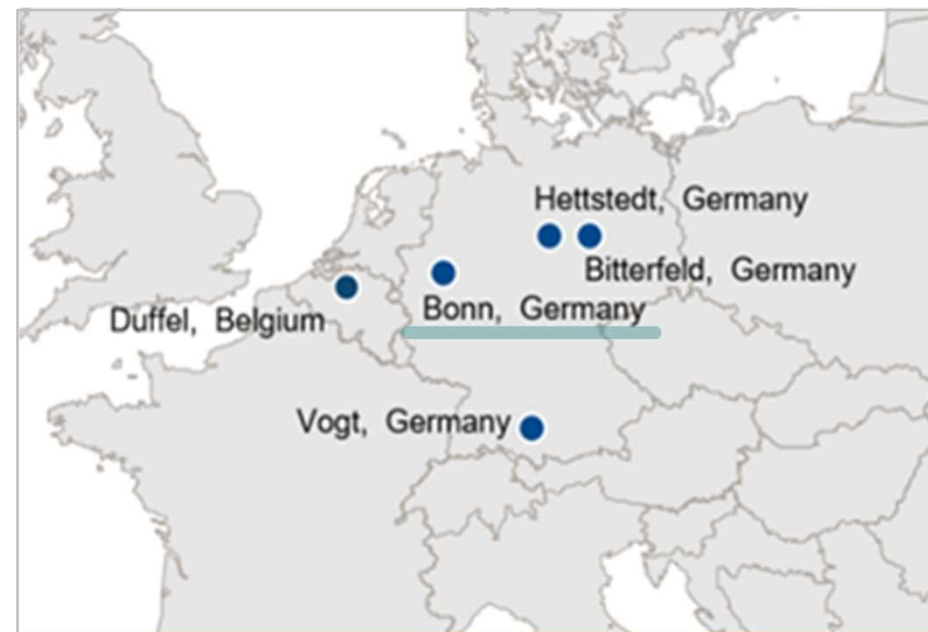 Hettstedt, Germany
Bitterfeld, Germany
Bonn, Germany
Duffel, Belgium
Vogt, Germany